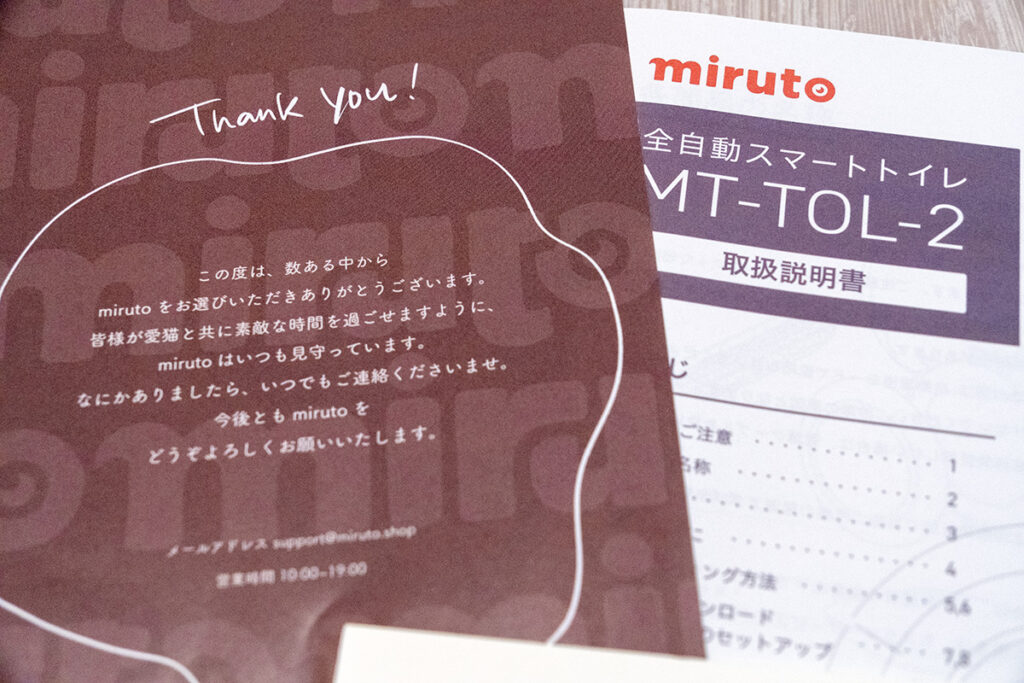 Thank you!
この度は、数ある中から
miruto をお選びいただきありがとうございます。
皆様が愛猫と共に素敵な時間を過ごせますように、
miruto はいつも見守っています。
なにかありましたら、いつでもご連絡くださいませ。
今後とも miruto を
どうぞよろしくお願いいたします。
メールアドレス support@miruto.shop
営業時間 10:00-19:00
miruto
全自動スマートトイレ
MT-TOL-2
取扱説明書
じ
ご注意 ・・・・・・・・・・ 1
名称 ・・・・・・・・・・ 2
・・・・・・・・・・ 3
に ・・・・・・・・・・ 4
ング方法 ・・・・・・・・ 5,6
ンロード
のセットアップ ・・・・・・ 7,8